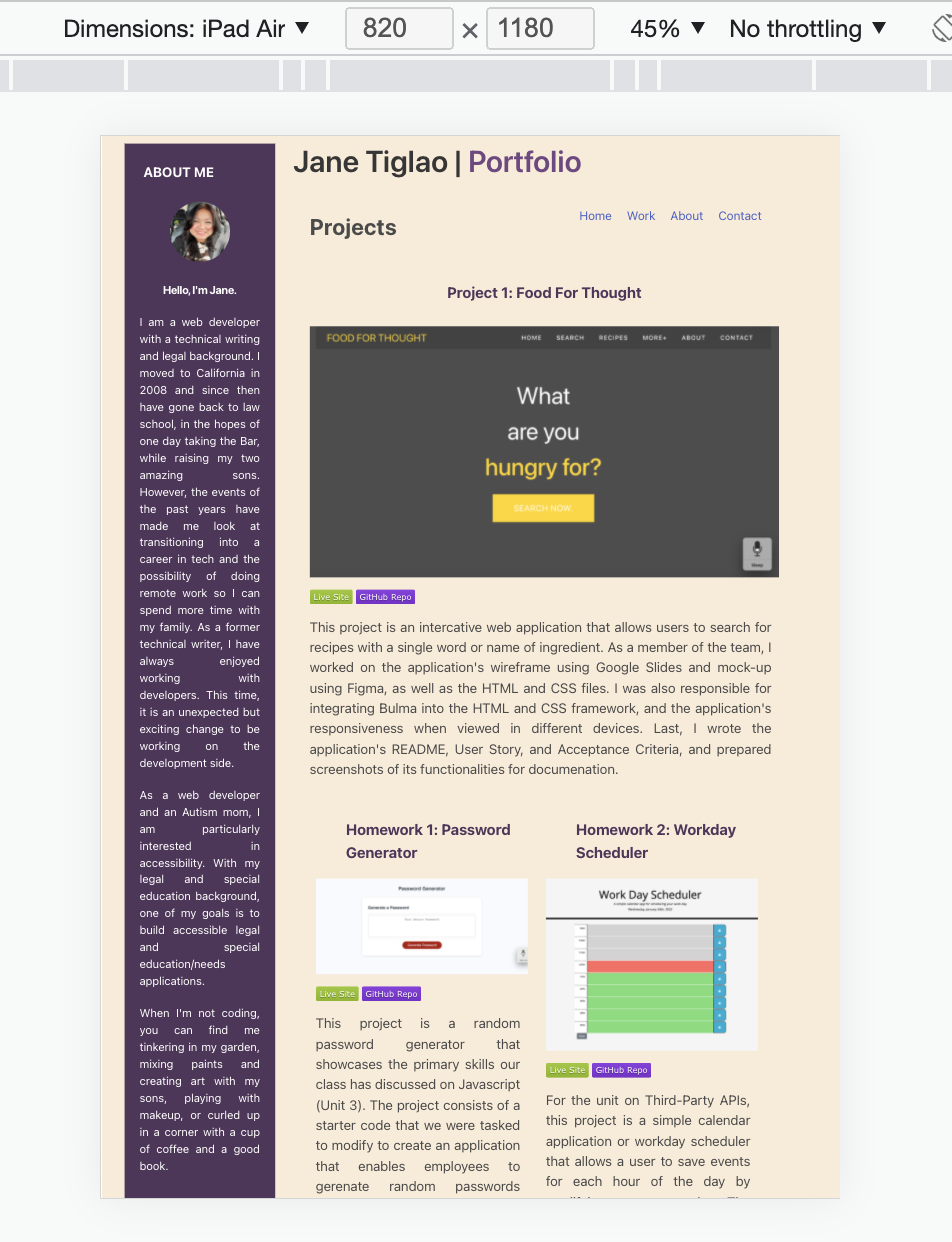 Dimensions: iPad Air ▼ 820 × 1180 45% ▼ No throttling ▼
ABOUT ME
Hello, I'm Jane.
I am a web developer
with a technical writing
and legal background. I
moved to California in
2008 and since then
have gone back to law
school, in the hopes of
one day taking the Bar,
while raising my two
amazing sons.
However, the events of
the past years have
made me look at
transitioning into a
career in tech and the
possibility of doing
remote work so I can
spend more time with
my family. As a former
technical writer, I have
always enjoyed
working with
developers. This time,
it is an unexpected but
exciting change to be
working on the
development side.
As a web developer
and an Autism mom, I
am particularly
interested in
accessibility. With my
legal and special
education background,
one of my goals is to
build accessible legal
and special
education/needs
applications.
When I'm not coding,
you can find me
tinkering in my garden,
mixing paints and
creating art with my
sons, playing with
makeup, or curled up
in a corner with a cup
of coffee and a good
book.
Jane Tiglao | Portfolio
Projects
Home Work About Contact
Project 1: Food For Thought
FOOD FOR THOUGHT HOME SEARCH RECIPES MORE+ ABOUT CONTACT
What
are you
hungry for?
SEARCH NOW
Live Site GitHub Repo
This project is an intercative web application that allows users to search for
recipes with a single word or name of ingredient. As a member of the team, I
worked on the application's wireframe using Google Slides and mock-up
using Figma, as well as the HTML and CSS files. I was also responsible for
integrating Bulma into the HTML and CSS framework, and the application's
responsiveness when viewed in different devices. Last, I wrote the
application's README, User Story, and Acceptance Criteria, and prepared
screenshots of its functionalities for documenation.
Homework 1: Password
Generator
Password Generator
Generate a Password
Generate Password
Live Site GitHub Repo
This project is a random
password generator that
showcases the primary skills our
class has discussed on Javascript
(Unit 3). The project consists of a
starter code that we were tasked
to modify to create an application
that enables employees to
gerenate random passwords
Homework 2: Workday
Scheduler
Work Day Scheduler
A simple calendar app for scheduling your work day
Live Site GitHub Repo
For the unit on Third-Party APIs,
this project is a simple calendar
application or workday scheduler
that allows a user to save events
for each hour of the day by